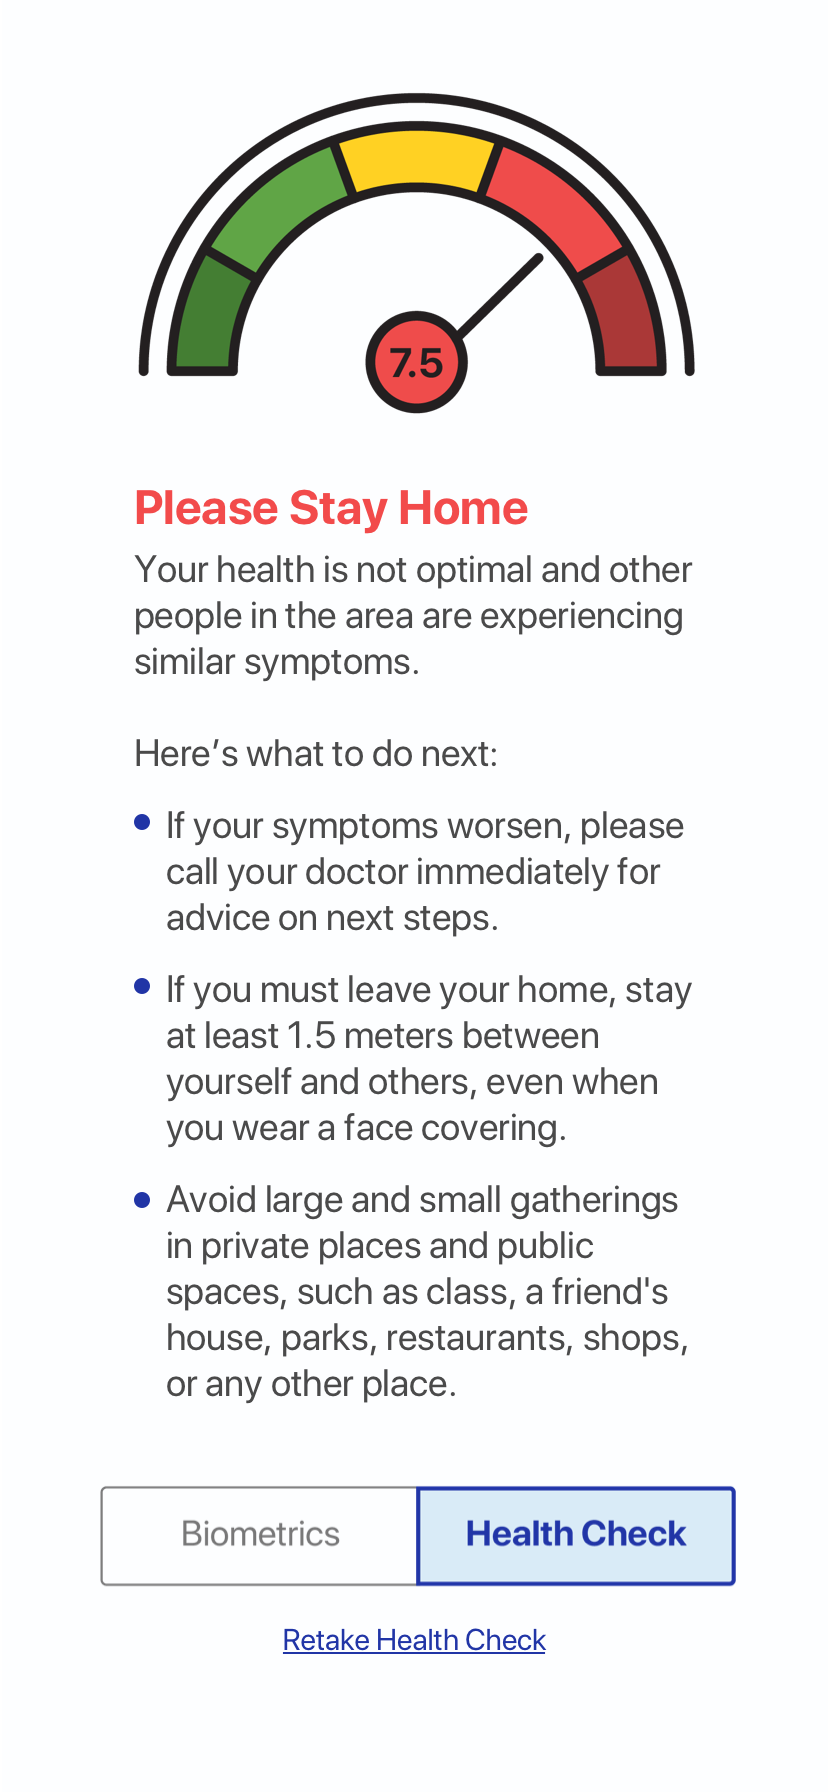 7.5
Please Stay Home
Your health is not optimal and other
people in the area are experiencing
similar symptoms.
Here’s what to do next:
If your symptoms worsen, please
call your doctor immediately for
advice on next steps.
If you must leave your home, stay
at least 1.5 meters between
yourself and others, even when
you wear a face covering.
Avoid large and small gatherings
in private places and public
spaces, such as class, a friend's
house, parks, restaurants, shops,
or any other place.
Biometrics
Health Check
Retake Health Check